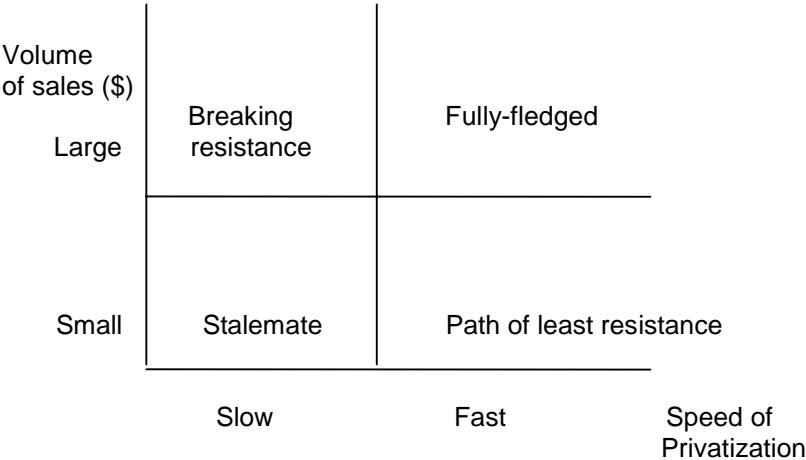 Volume
of sales ($)
Breaking
Fully-fledged
Large
resistance
Small
Stalemate
Path of least resistance
Slow
Fast
Speed of
Privatization